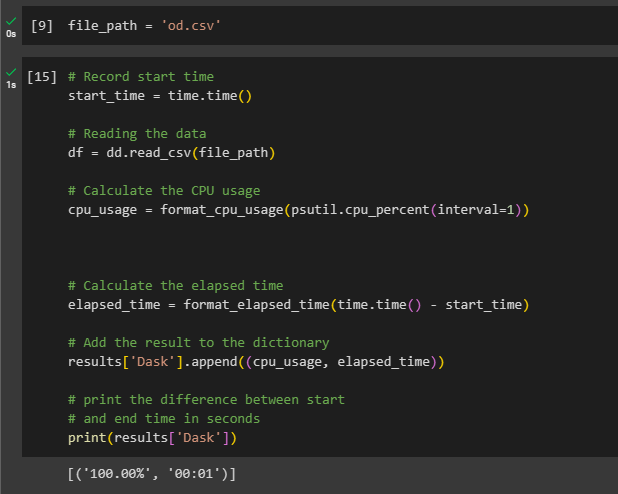 [9] file_path = 'od.csv'
0s
[15] # Record start time
1s
start_time = time.time()
# Reading the data
df = dd.read_csv(file_path)
# Calculate the CPU usage
cpu_usage = format_cpu_usage(psutil.cpu_percent(interval=1))
# Calculate the elapsed time
elapsed_time = format_elapsed_time(time.time() - start_time)
# Add the result to the dictionary
results['Dask'].append((cpu_usage, elapsed_time))
# print the difference between start
# and end time in seconds
print(results['Dask'])
[('100.00%', '00:01')]